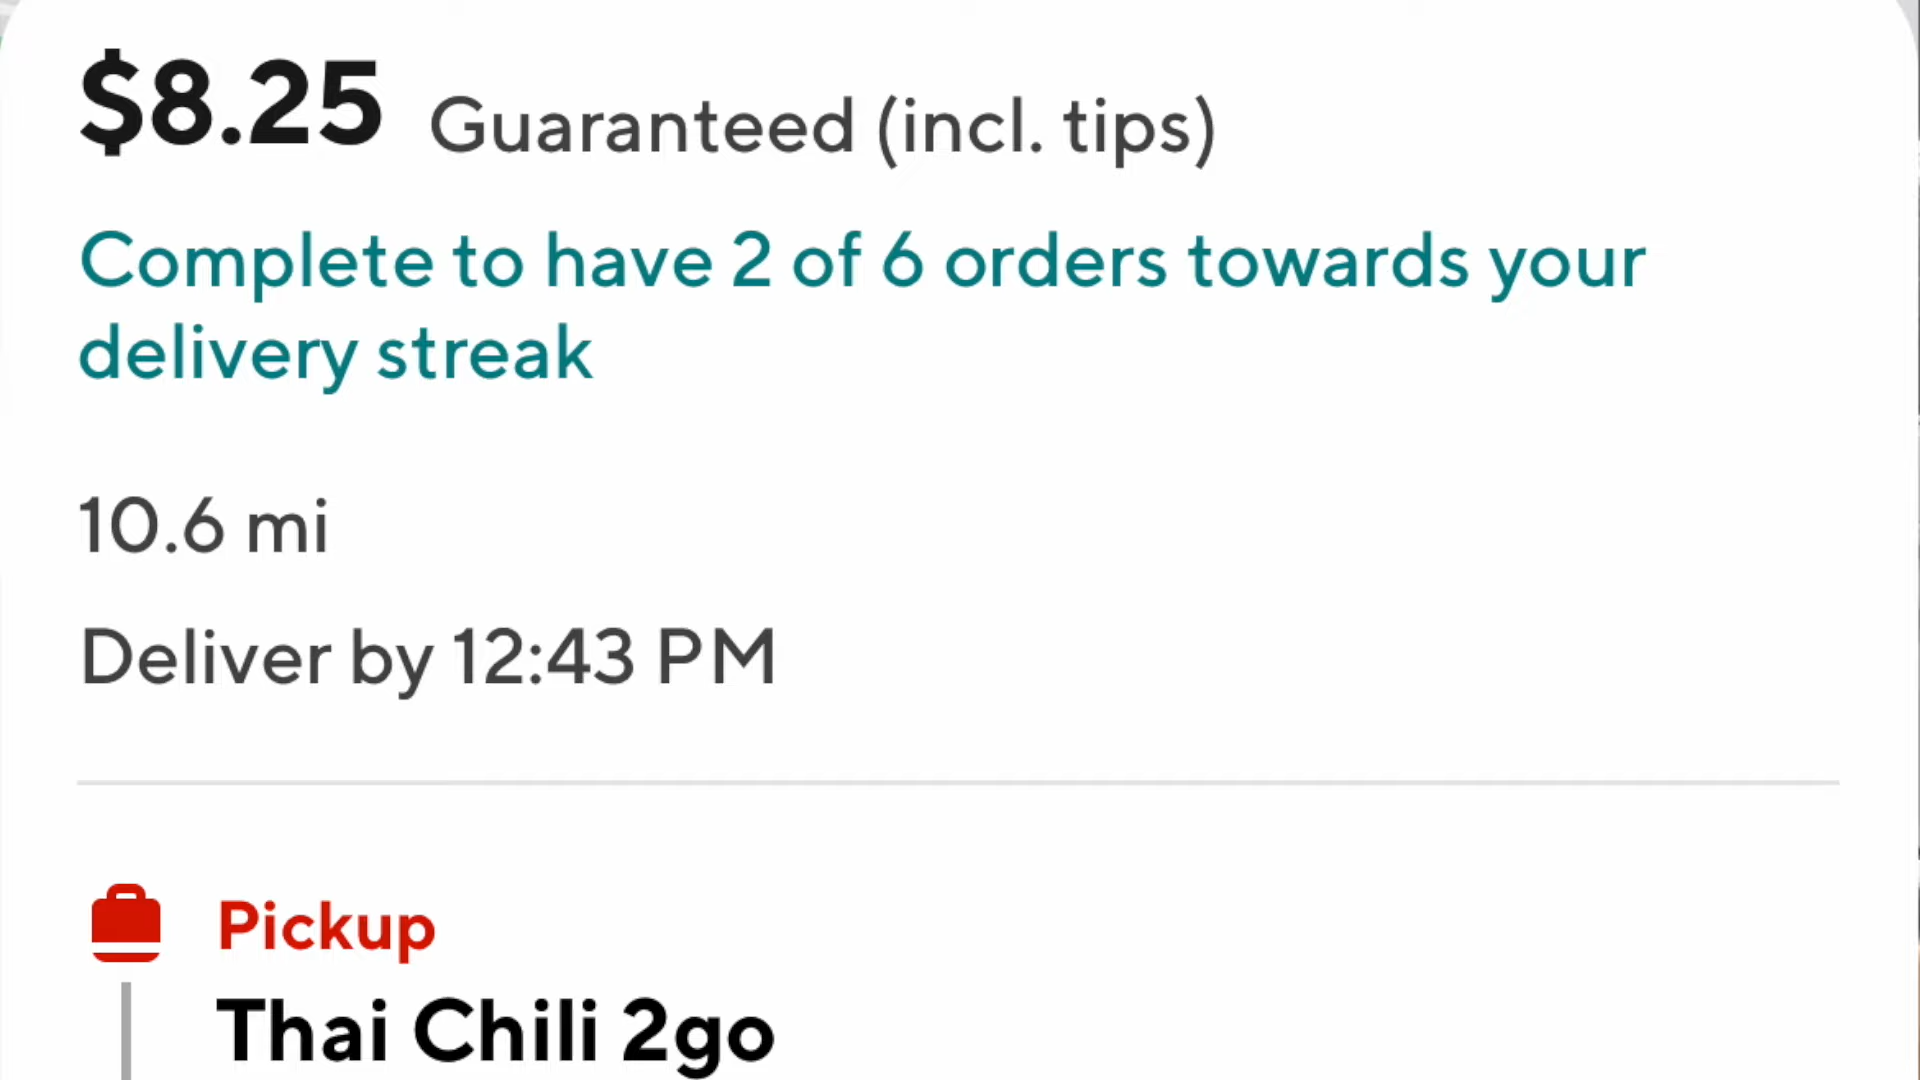 $8.25 Guaranteed (incl. tips)
Complete to have 2 of 6 orders towards your
delivery streak
10.6 mi
Deliver by 12:43 PM
Pickup
Thai Chili 2go